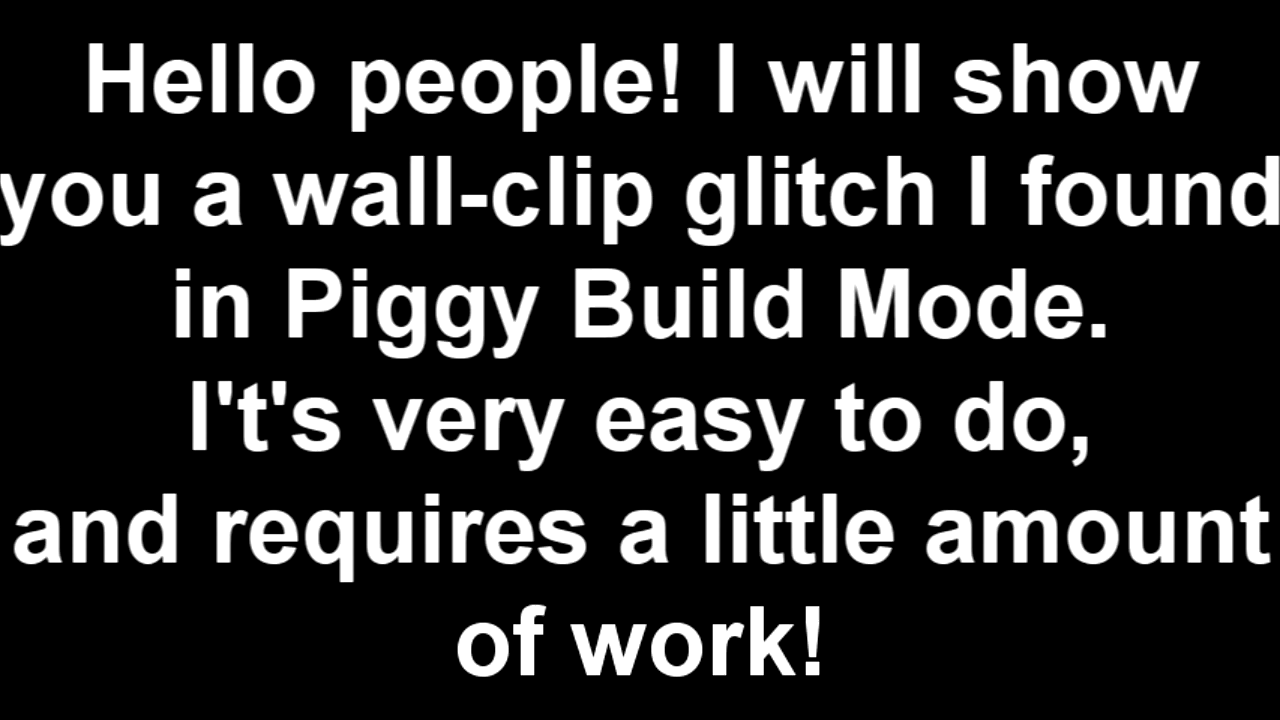 Hello people! I will show
you a wall-clip glitch I found
in Piggy Build Mode.
I't's very easy to do,
and requires a little amount
of work!